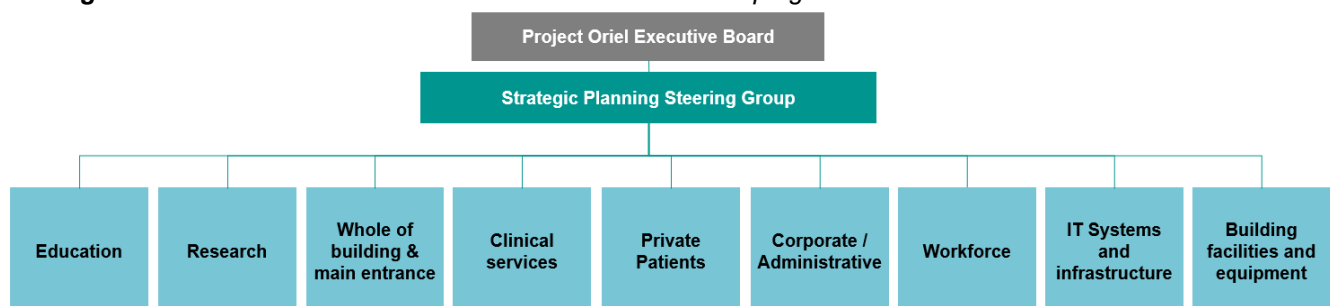 Project Oriel Executive Board
Strategic Planning Steering Group
Education
Research
Whole of
building &
main entrance
Clinical
services
Private
Patients
Corporate /
Administrative
Workforce
IT Systems
and
infrastructure
Building
facilities and
equipment